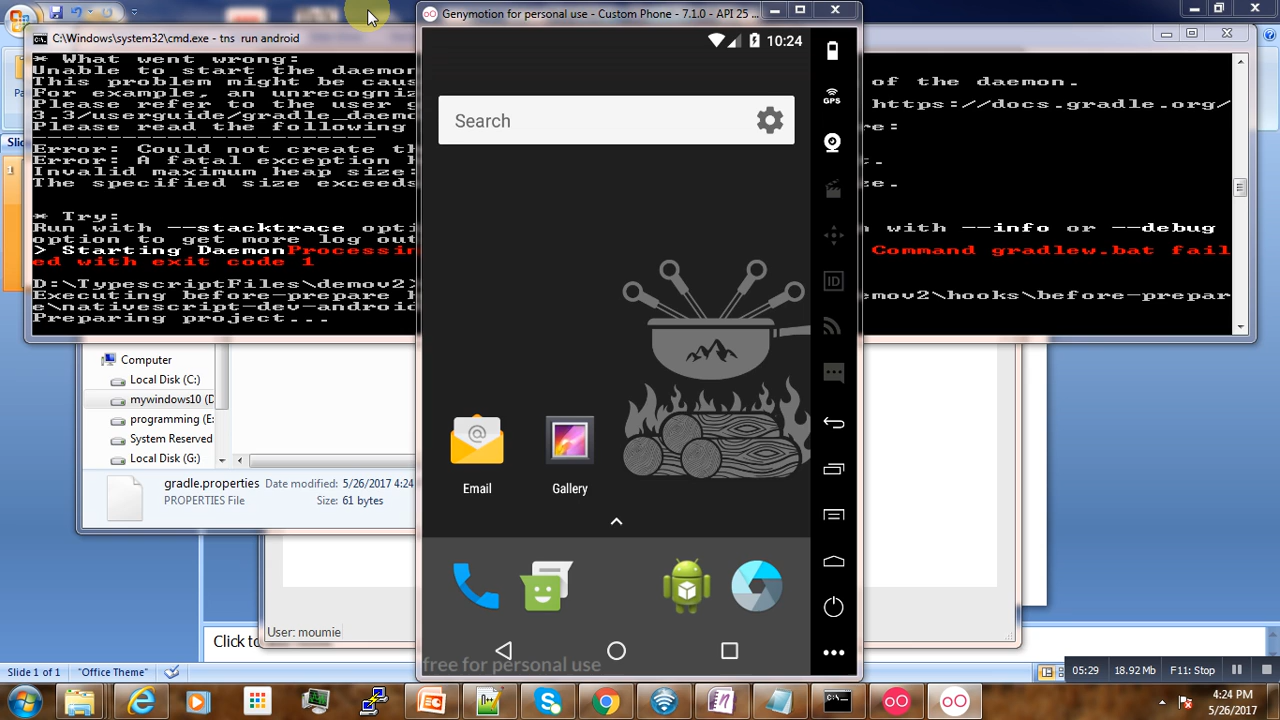 Genymotion for personal use - Custom Phone - 7.1.0 - API 25 ...
C:\Windows\system32\cmd.exe - tns run android
10:24
* What went wrong:
Unable to start the daemon
of the daemon.
This problem might be caus
For example, an unrecogniz
Please refer to the user g
https://docs.gradle.org/
3.3/userguide/gradle_daemo
Please read the following
re:
Error: Could not create th
Error: A fatal exception h
t.
Invalid maximum heap size:
The specified size exceeds
ze.
* Try:
Run with --stacktrace opti
n with --info or --debug
option to get more log out
> Starting DaemonProcessin
Command gradlew.bat fail
ed with exit code 1
D:\TypescriptFiles\demov2>
Executing before-prepare h
emov2\hooks\before-prepar
e\nativescript-dev-android
Preparing project...
Search
GPS
ID
Pa
Slid
1
Computer
Local Disk (C:)
mywindows10 (D
programming (E:
System Reserved
Local Disk (G:)
gradle.properties
Date modified: 5/26/2017 4:24
PROPERTIES File
Size: 61 bytes
Email
Gallery
User: moumie
Click to
free for personal use
Slide 1 of 1
"Office Theme"
05:29
18.92 Mb
F11: Stop
4:24 PM
5/26/2017